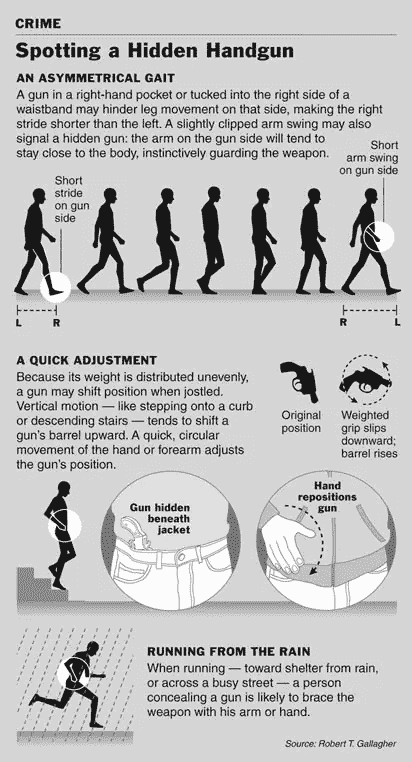 CRIME
Spotting a Hidden Handgun
AN ASYMMETRICAL GAIT
A gun in a right-hand pocket or tucked into the right side of a
waistband may hinder leg movement on that side, making the right
stride shorter than the left. A slightly clipped arm swing may also
signal a hidden gun: the arm on the gun side will tend to
stay close to the body, instinctively guarding the weapon.
Short
arm swing
on gun side
Short
stride
on gun
side
L
R
R
L
A QUICK ADJUSTMENT
Because its weight is distributed unevenly,
a gun may shift position when jostled.
Vertical motion – like stepping onto a curb
or descending stairs – tends to shift a
gun's barrel upward. A quick, circular
movement of the hand or forearm adjusts
the gun's position.
Original
position
Weighted
grip slips
downward;
barrel rises
Gun hidden
beneath
jacket
Hand
repositions
gun
RUNNING FROM THE RAIN
When running – toward shelter from rain,
or across a busy street – a person
concealing a gun is likely to brace the
weapon with his arm or hand.
Source: Robert T. Gallagher